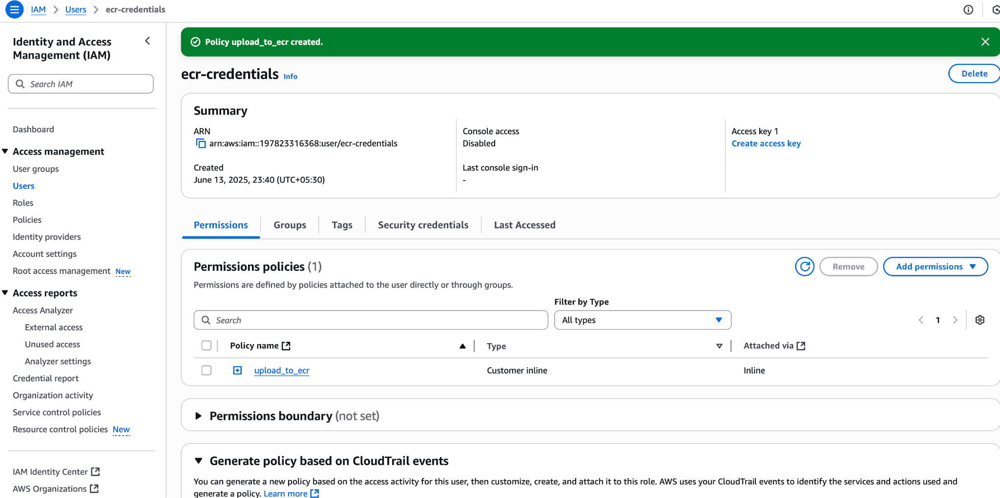 IAM > Users > ecr-credentials
Identity and Access
Management (IAM)
Search IAM
Dashboard
Access management
User groups
Users
Roles
Policies
Identity providers
Account settings
Root access management New
Access reports
Access Analyzer
External access
Unused access
Analyzer settings
Credential report
Organization activity
Service control policies
Resource control policies New
IAM Identity Center
AWS Organizations
Policy upload_to_ecr created.
ecr-credentials Info
Delete
Summary
ARN
arn:aws:iam::197823316368:user/ecr-credentials
Created
June 13, 2025, 23:40 (UTC+05:30)
Console access
Disabled
Last console sign-in
-
Access key 1
Create access key
Permissions Groups Tags Security credentials Last Accessed
Permissions policies (1)
Remove Add permissions
Permissions are defined by policies attached to the user directly or through groups.
Filter by Type
Search All types 1
Policy name Type Attached via
upload_to_ecr Customer inline Inline
Permissions boundary (not set)
Generate policy based on CloudTrail events
You can generate a new policy based on the access activity for this user, then customize, create, and attach it to this role. AWS uses your CloudTrail events to identify the services and actions used and
generate a policy. Learn more